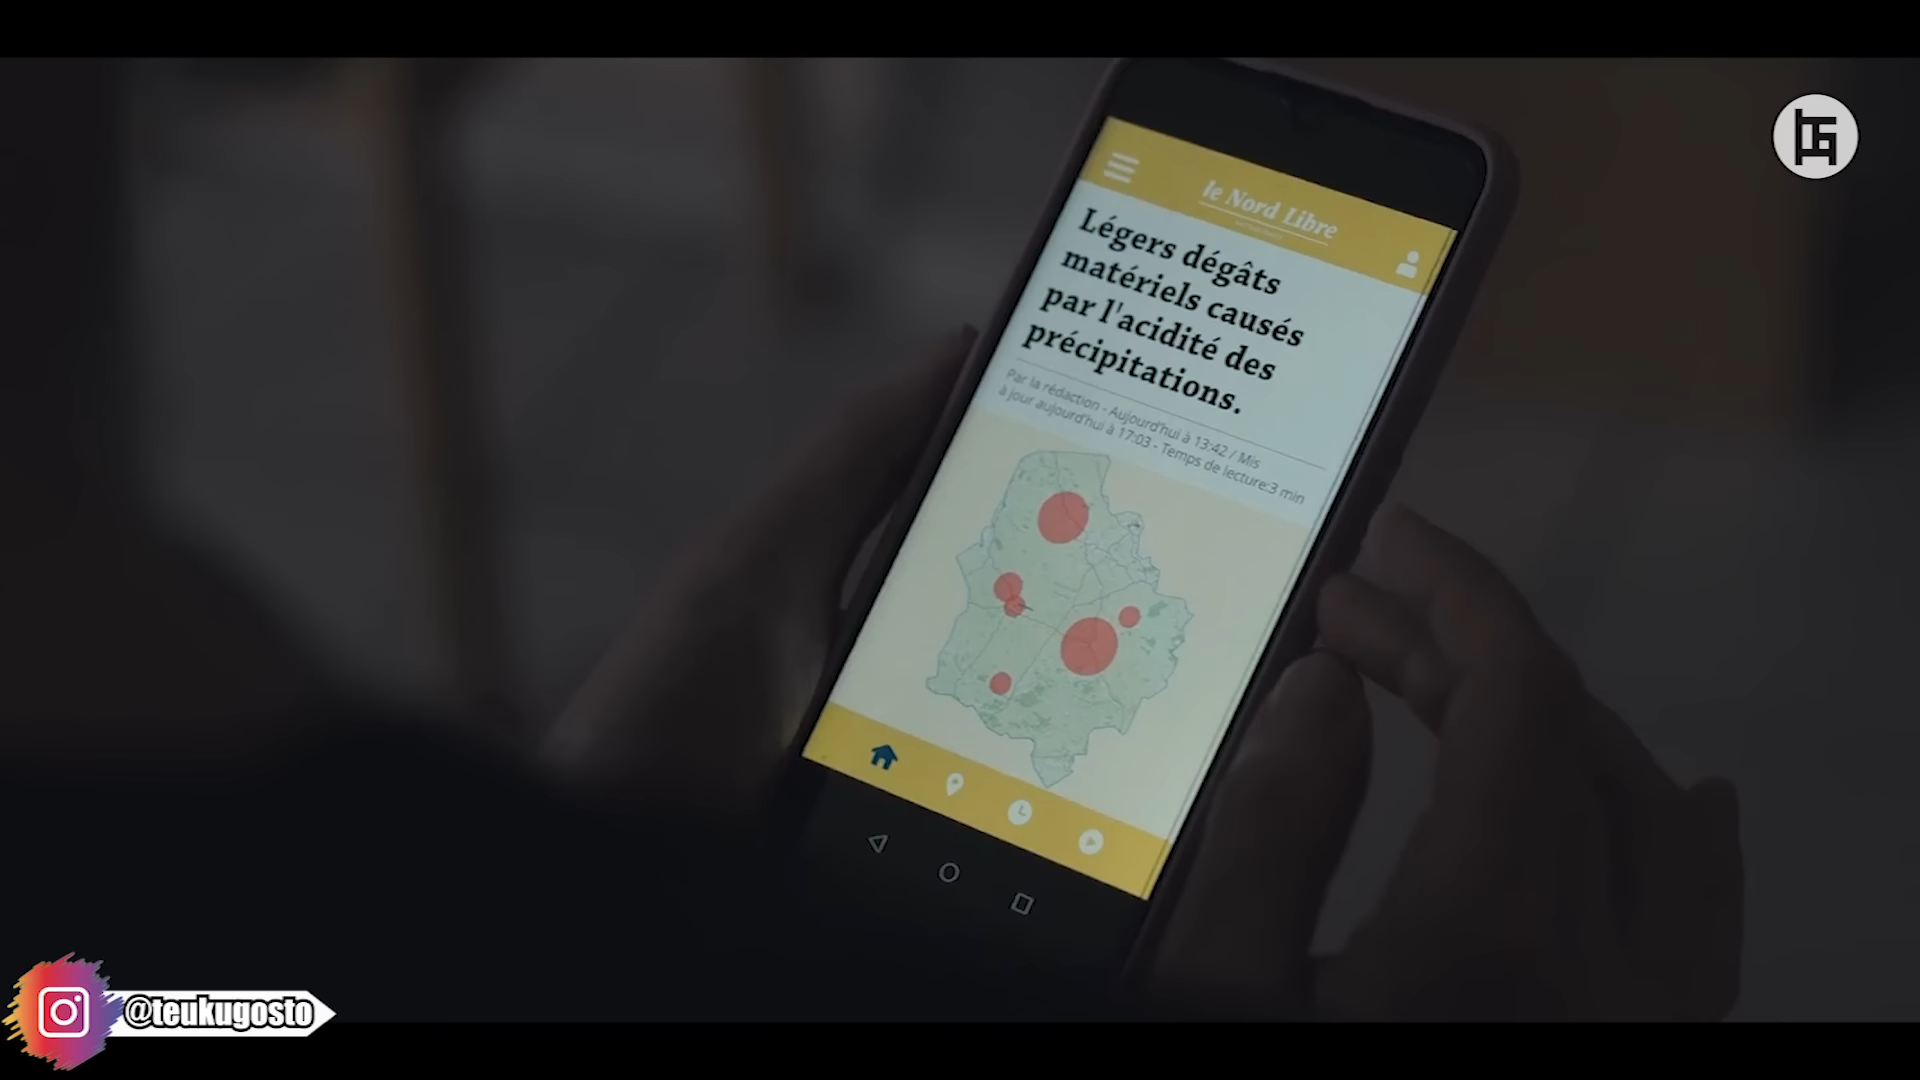 le Nord Libre
Légers dégâts
matériels causés
par l'acidité des
précipitations.
Par la rédaction - Aujourd'hui à 13:42 / Mis
à jour aujourd'hui à 17:03 - Temps de lecture:3 min
@teukugosto